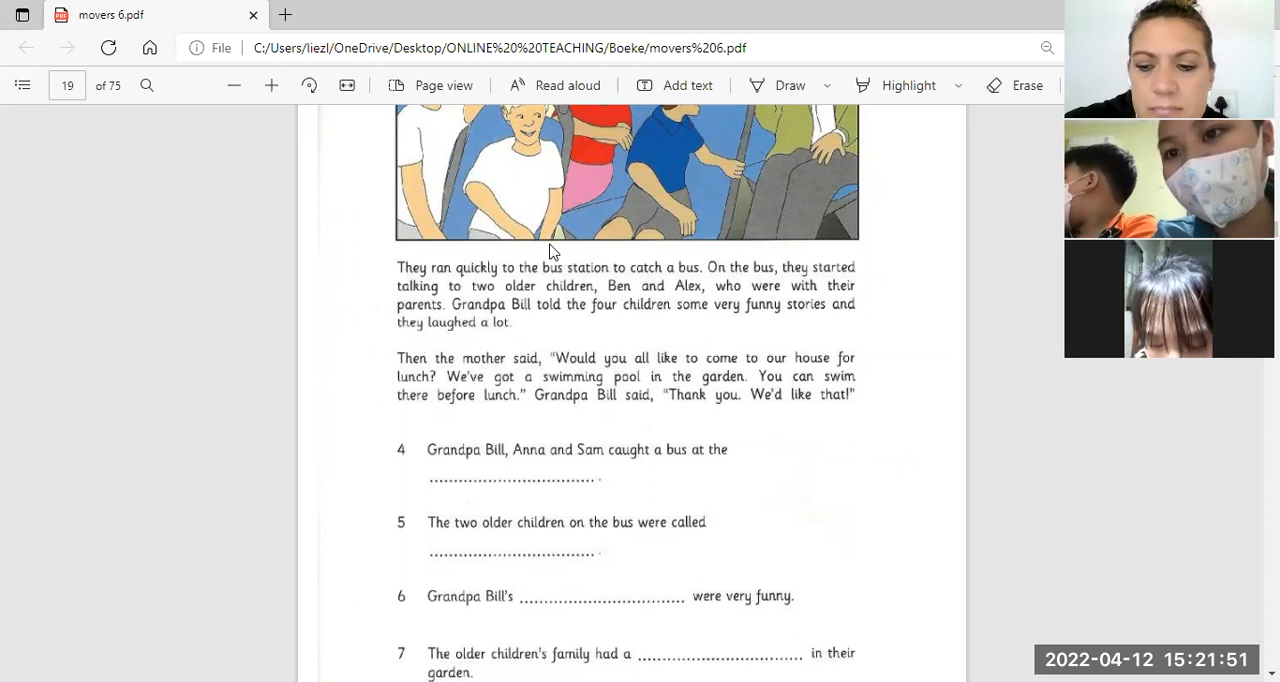 movers 6.pdf
File C:/Users/liezl/OneDrive/Desktop/ONLINE%20%20TEACHING/Boeke/movers%206.pdf
19 of 75 Page view Read aloud Add text Draw Highlight Erase
They ran quickly to the bus station to catch a bus. On the bus, they started
talking to two older children, Ben and Alex, who were with their
parents. Grandpa Bill told the four children some very funny stories and
they laughed a lot.
Then the mother said, “Would you all like to come to our house for
lunch? We've got a swimming pool in the garden. You can swim
there before lunch.” Grandpa Bill said, “Thank you. We'd like that!”
4 Grandpa Bill, Anna and Sam caught a bus at the
.......................................... .
5 The two older children on the bus were called
.......................................... .
6 Grandpa Bill's .......................................... were very funny.
7 The older children's family had a .......................................... in their
garden.
2022-04-12 15:21:51